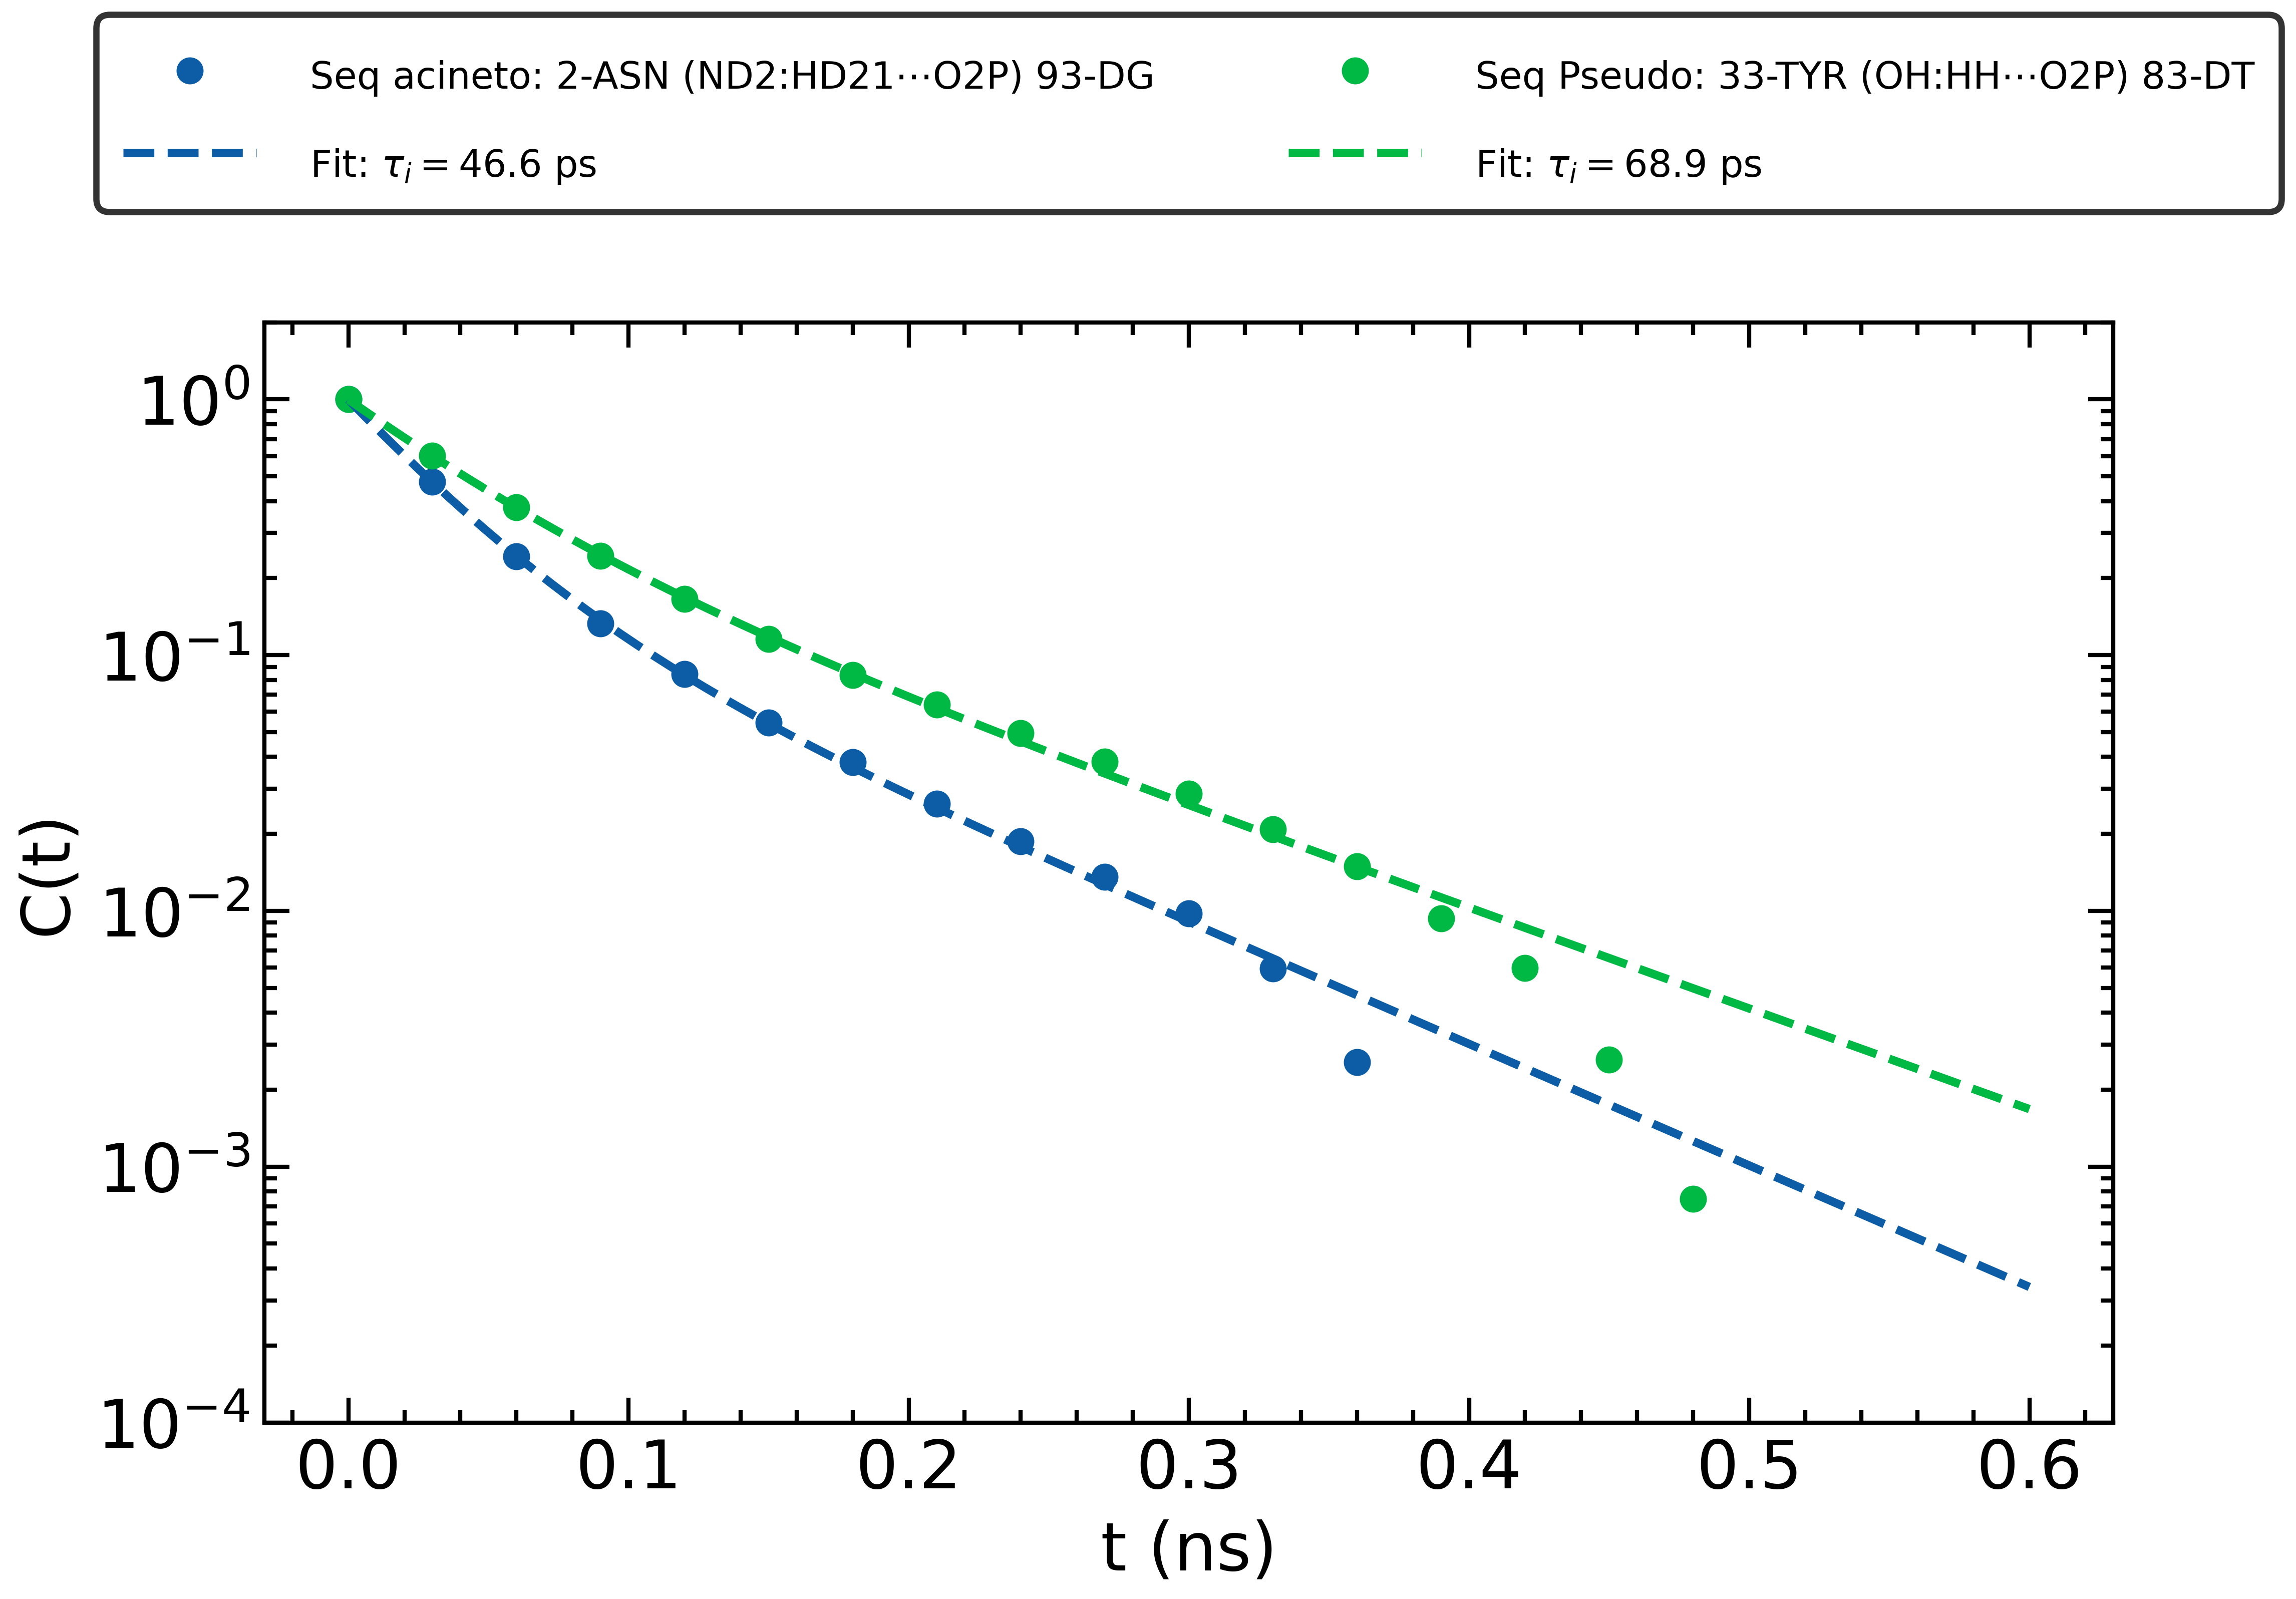 Seq acineto: 2-ASN (ND2:HD21⋯O2P) 93-DG
Fit: τᵢ = 46.6 ps
Seq Pseudo: 33-TYR (OH:HH⋯O2P) 83-DT
Fit: τᵢ = 68.9 ps
C(t)
10⁰
10⁻¹
10⁻²
10⁻³
10⁻⁴
0.0 0.1 0.2 0.3 0.4 0.5 0.6
t (ns)